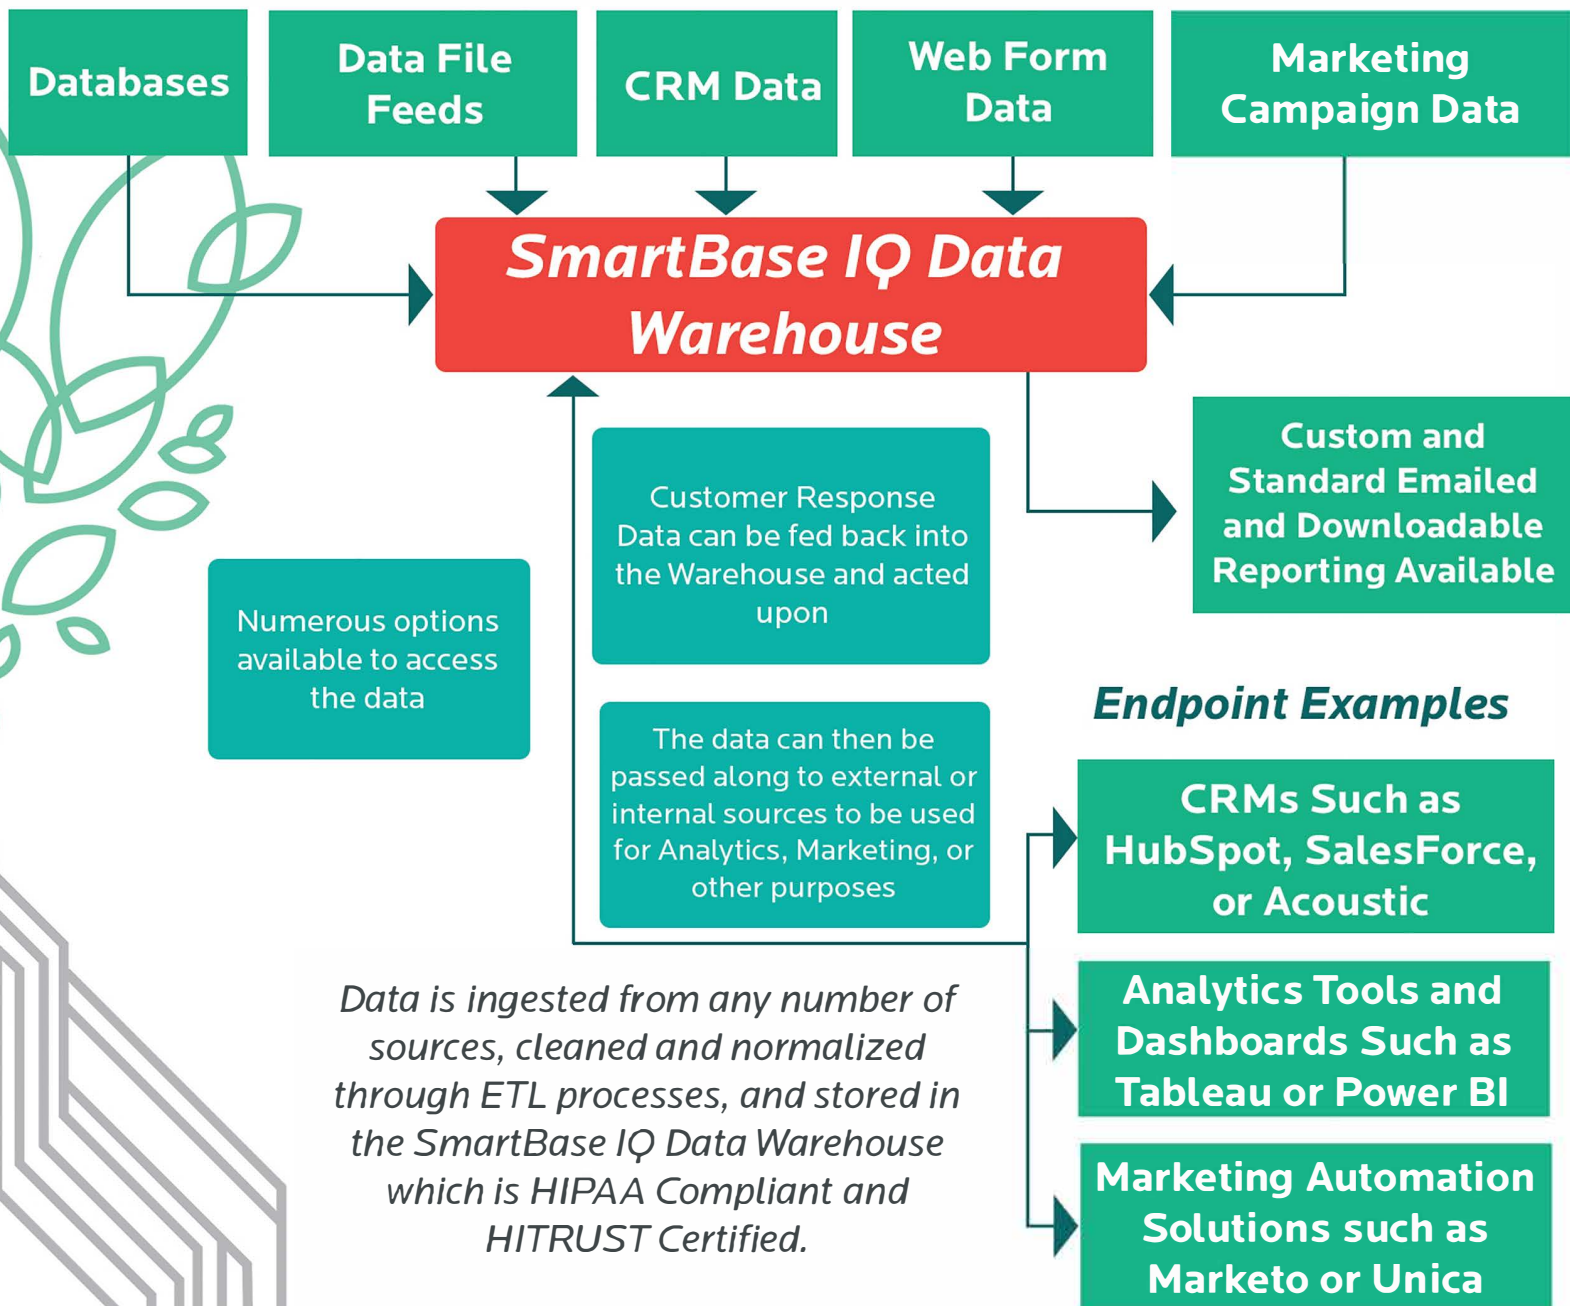 Databases
Data File
Feeds
CRM Data
Web Form
Data
Marketing
Campaign Data
SmartBase IQ Data
Warehouse
Customer Response
Data can be fed back into
the Warehouse and acted
upon
Custom and
Standard Emailed
and Downloadable
Reporting Available
Numerous options
available to access
the data
The data can then be
passed along to external or
internal sources to be used
for Analytics, Marketing, or
other purposes
Endpoint Examples
CRMs Such as
HubSpot, SalesForce,
or Acoustic
Analytics Tools and
Dashboards Such as
Tableau or Power BI
Marketing Automation
Solutions such as
Marketo or Unica
Data is ingested from any number of
sources, cleaned and normalized
through ETL processes, and stored in
the SmartBase IQ Data Warehouse
which is HIPAA Compliant and
HITRUST Certified.